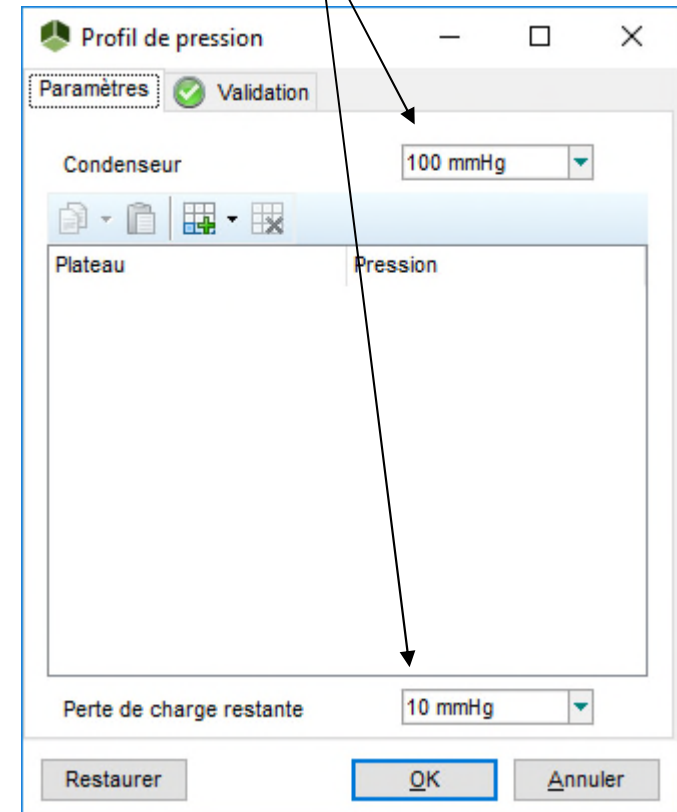 Profil de pression
Paramètres Validation
Condenseur 100 mmHg
Plateau Pression
Perte de charge restante 10 mmHg
Restaurer OK Annuler